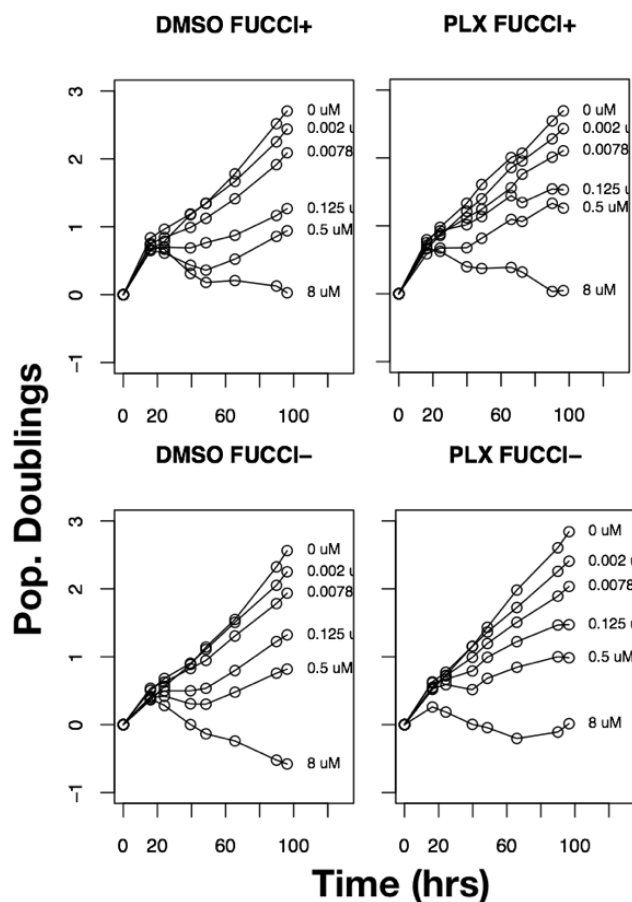 DMSO FUCCI+
PLX FUCCI+
3
2
1
0
−1
0 uM
0.002 u
0.0078
0.125 u
0.5 uM
8 uM
0 20 60 100
0 uM
0.002 u
0.0078
0.125 u
0.5 uM
8 uM
0 20 60 100
DMSO FUCCI−
PLX FUCCI−
3
2
1
0
−1
0 uM
0.002 u
0.0078
0.125 u
0.5 uM
8 uM
0 20 60 100
0 uM
0.002 u
0.0078
0.125 u
0.5 uM
8 uM
0 20 60 100
Pop. Doublings
Time (hrs)